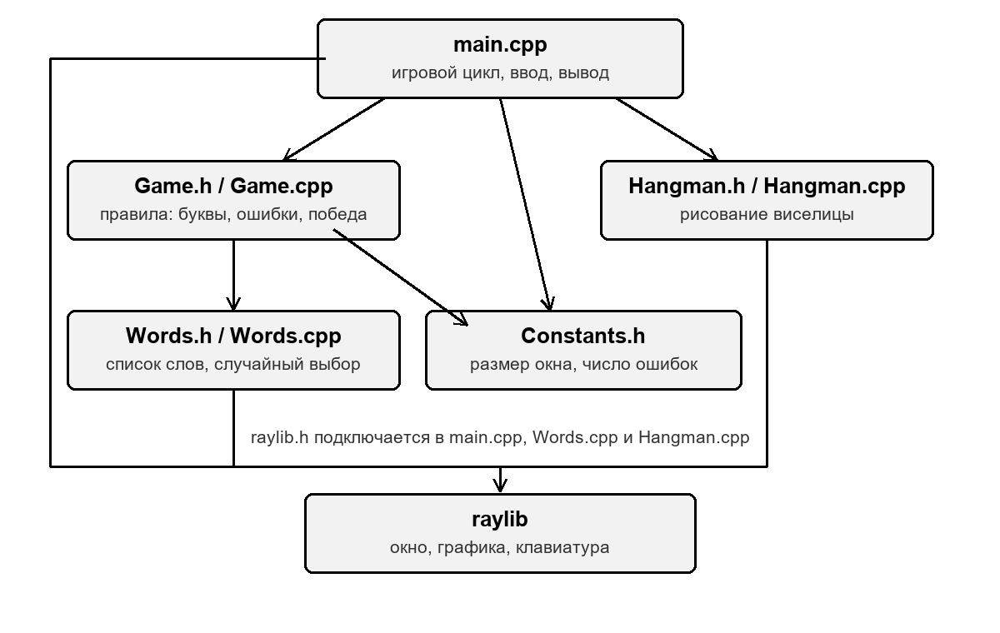 main.cpp
игровой цикл, ввод, вывод
Game.h / Game.cpp
правила: буквы, ошибки, победа
Hangman.h / Hangman.cpp
рисование виселицы
Words.h / Words.cpp
список слов, случайный выбор
Constants.h
размер окна, число ошибок
raylib.h подключается в main.cpp, Words.cpp и Hangman.cpp
raylib
окно, графика, клавиатура